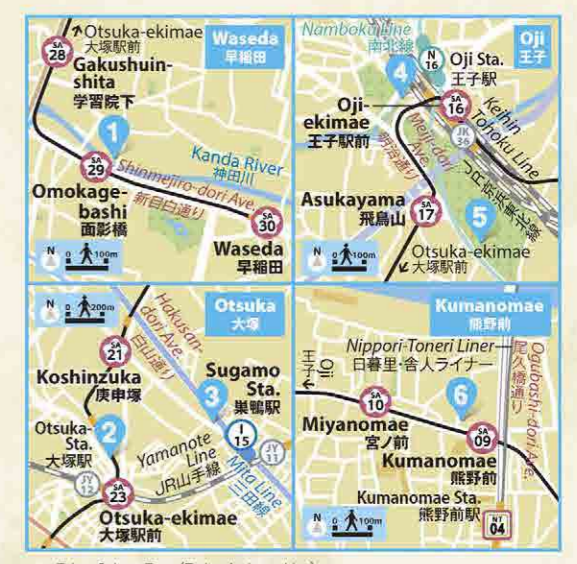 ↗Otsuka-ekimae
大塚駅前
SA
28
Gakushuin-
shita
学習院下
Waseda
早稲田
1
SA
29
Omokage-
bashi
面影橋
Shinmejiro-dori Ave.
新目白通り
Kanda River
神田川
SA
30
Waseda
早稲田
N
0 100m
Namboku Line
南北線
N
16
Oji Sta.
王子駅
Oji
王子
4
Oji-
ekimae
王子駅前
SA
16
JK
36
Keihin
Tohoku Line
JR京浜東北線
Meiji-dori
Ave.
明治通り
Asukayama
飛鳥山
SA
17
5
Otsuka-ekimae
↙大塚駅前
N
0 100m
N
0 200m
Hakusan-
dori Ave.
白山通り
Otsuka
大塚
SA
21
Koshinzuka
庚申塚
3
Sugamo
Sta.
巣鴨駅
I
15
JY
11
2
Otsuka-
Sta.
大塚駅
JY
12
Yamanote
Line
JR山手線
Mita Line
三田線
SA
23
Otsuka-ekimae
大塚駅前
Kumanomae
熊野前
Nippori-Toneri Liner
日暮里・舎人ライナー
Ogubashi-dori Ave.
尾久橋通り
Oji
王子
↓
SA
10
Miyanomae
宮ノ前
6
SA
09
Kumanomae
熊野前
Kumanomae Sta.
熊野前駅
NT
04
N
0 100m